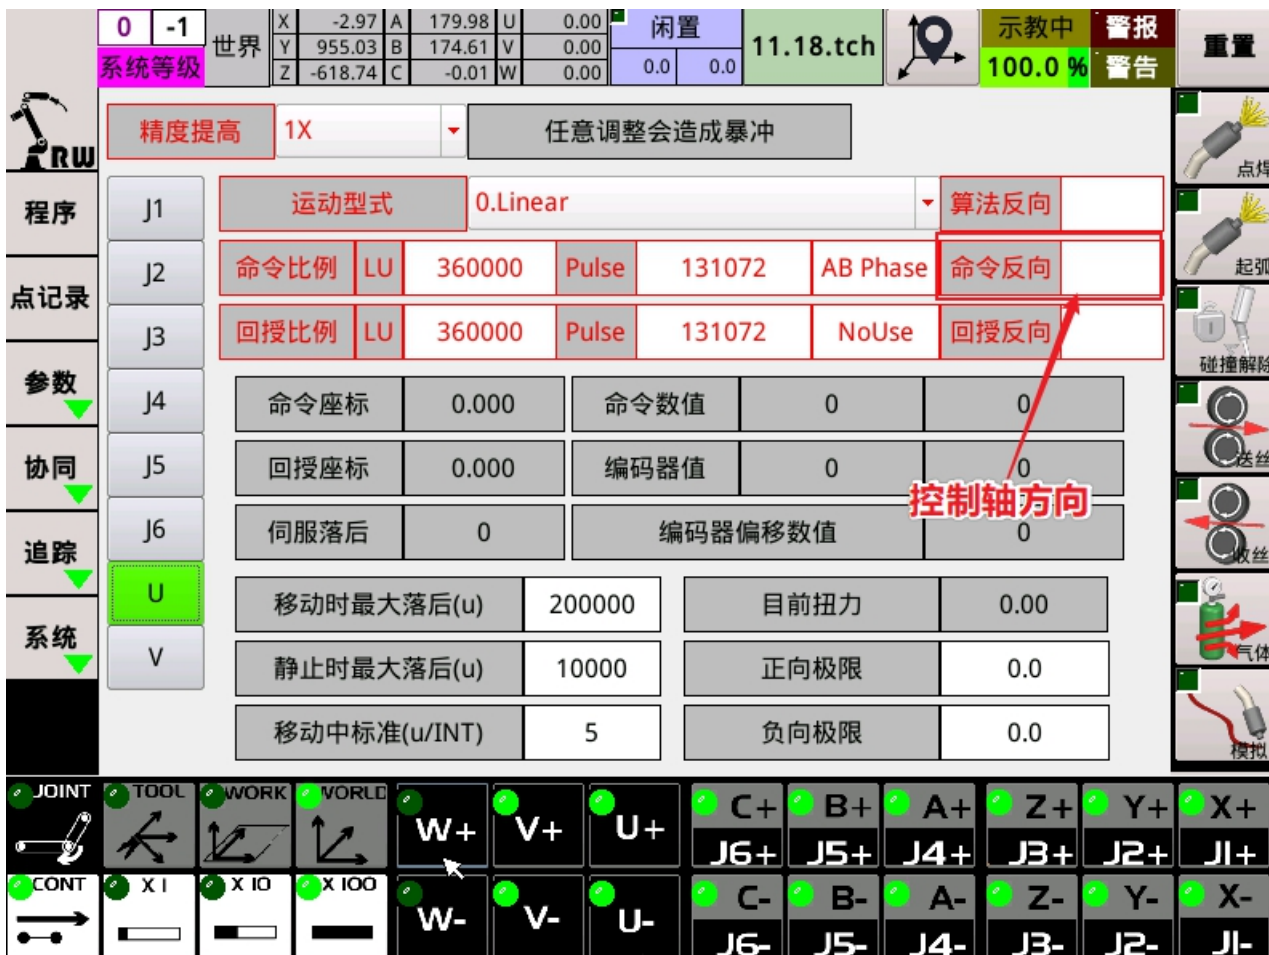 0 -1
系统等级
世界
X -2.97 A 179.98 U 0.00
Y 955.03 B 174.61 V 0.00
Z -618.74 C -0.01 W 0.00
闲置
0.0 0.0
11.18.tch
示教中
100.0 %
警报
警告
重置
RW
精度提高 1X 任意调整会造成暴冲
点焊
程序
J1 运动型式 0.Linear 算法反向
J2 命令比例 LU 360000 Pulse 131072 AB Phase 命令反向
起弧
点记录
J3 回授比例 LU 360000 Pulse 131072 NoUse 回授反向
碰撞解除
参数
J4 命令座标 0.000 命令数值 0 0
协同
J5 回授座标 0.000 编码器值 0 0
送丝
控制轴方向
J6 伺服落后 0 编码器偏移数值 0
追踪
收丝
U 移动时最大落后(u) 200000 目前扭力 0.00
系统
气体
V 静止时最大落后(u) 10000 正向极限 0.0
移动中标准(u/INT) 5 负向极限 0.0
模拟
JOINT TOOL WORK WORLD W+ V+ U+ C+ B+ A+ Z+ Y+ X+
J6+ J5+ J4+ J3+ J2+ J1+
CONT X 1 X 10 X 100 W- V- U- C- B- A- Z- Y- X-
J6- J5- J4- J3- J2- J1-